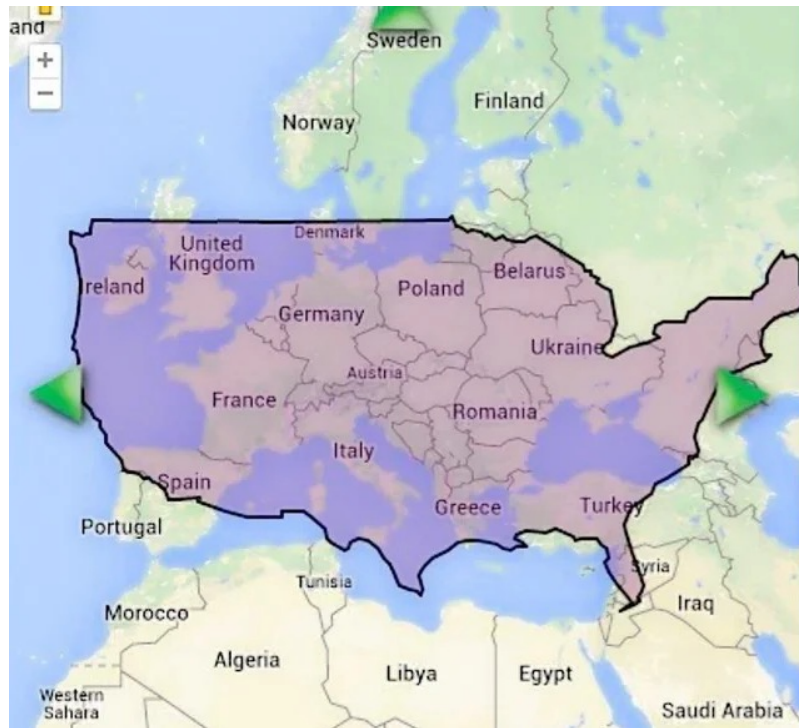 and
+
−
Sweden
Finland
Norway
Denmark
United
Kingdom
Ireland
Belarus
Poland
Germany
Ukraine
Austria
France
Romania
Italy
Spain
Greece
Turkey
Portugal
Syria
Tunisia
Morocco
Iraq
Algeria
Libya
Egypt
Western
Sahara
Saudi Arabia